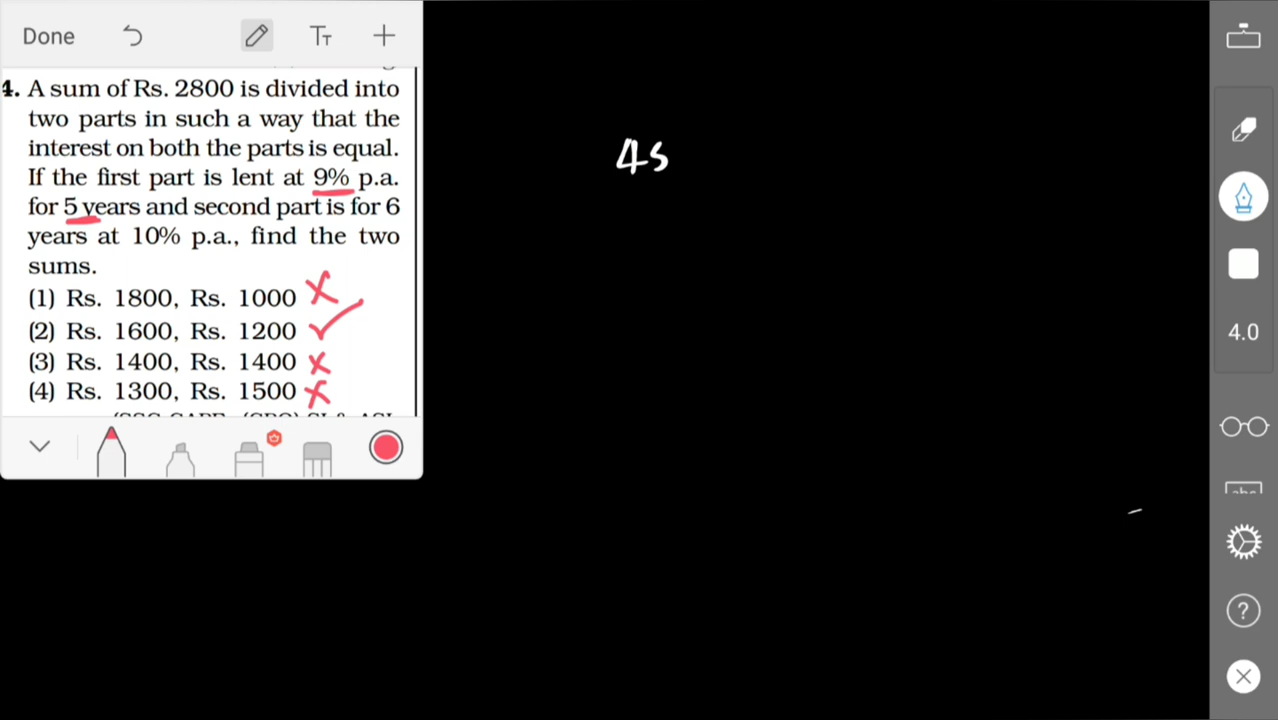 Done
4. A sum of Rs. 2800 is divided into
two parts in such a way that the
interest on both the parts is equal.
If the first part is lent at 9% p.a.
for 5 years and second part is for 6
years at 10% p.a., find the two
sums.
(1) Rs. 1800, Rs. 1000
(2) Rs. 1600, Rs. 1200
(3) Rs. 1400, Rs. 1400
(4) Rs. 1300, Rs. 1500
45
4.0
abc
?